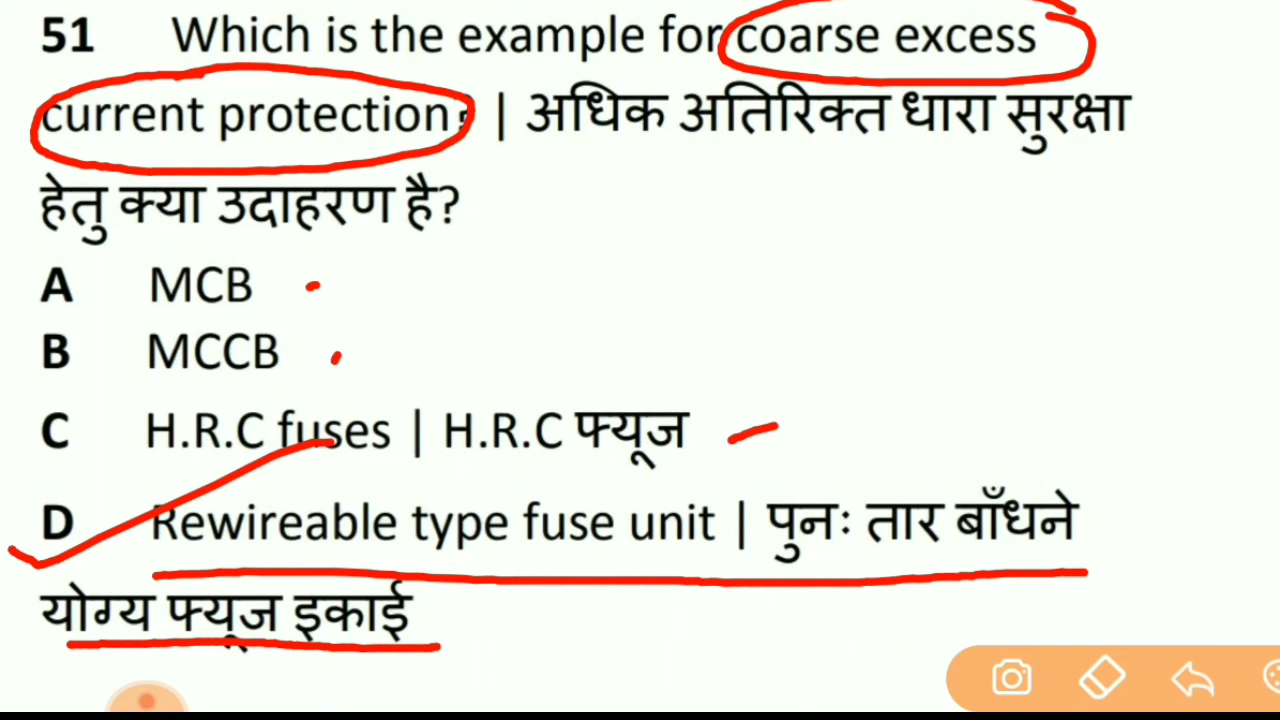 51 Which is the example for coarse excess
current protection? | अधिक अतिरिक्त धारा सुरक्षा
हेतु क्या उदाहरण है?
A MCB
B MCCB
C H.R.C fuses | H.R.C फ्यूज
D Rewireable type fuse unit | पुनः तार बाँधने
योग्य फ्यूज इकाई